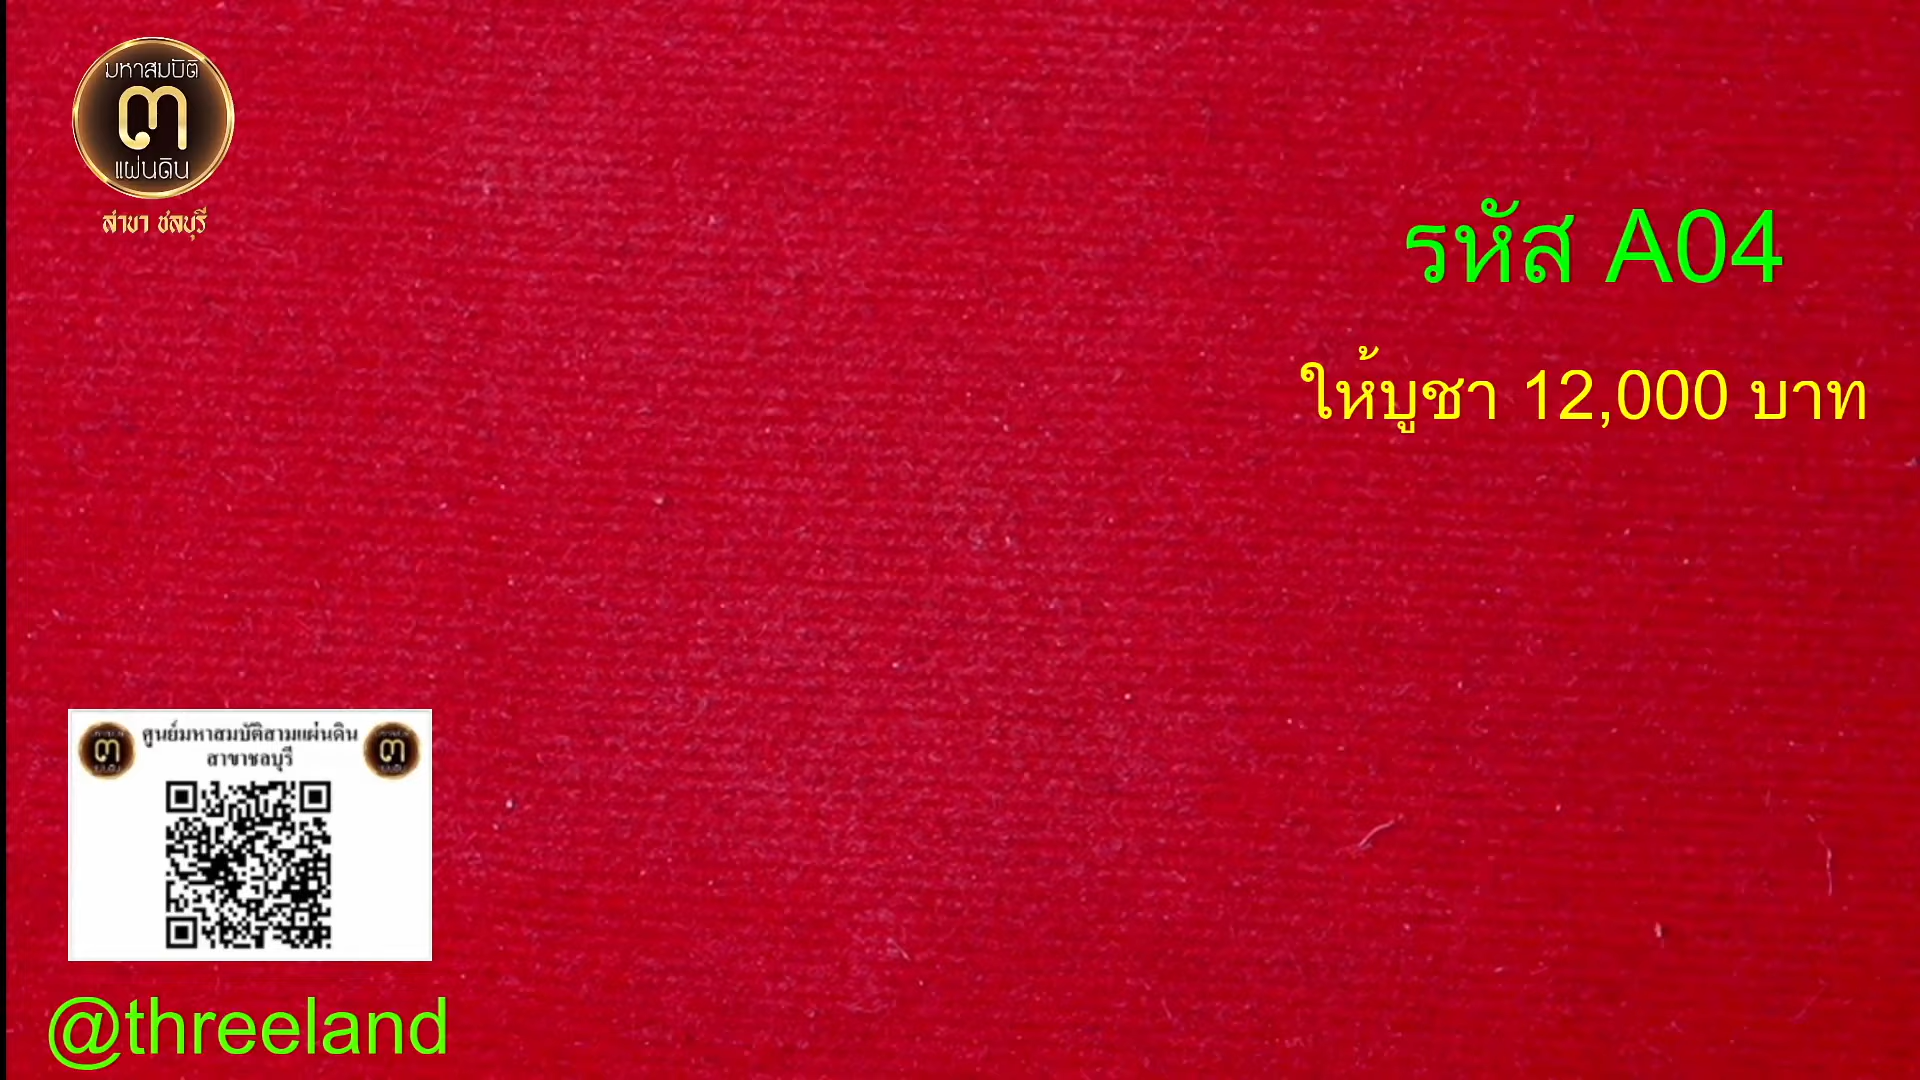 มหาสมบัติ
๓
แผ่นดิน
สาขา ชลบุรี
รหัส A04
ให้บูชา 12,000 บาท
ศูนย์มหาสมบัติสามแผ่นดิน
สาขาชลบุรี
๓
๓
@threeland